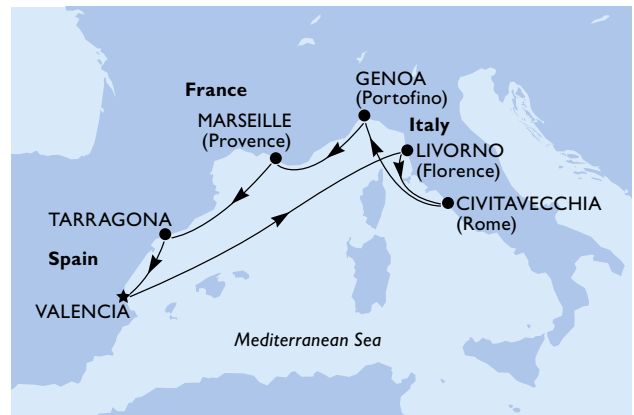 GENOA
(Portofino)
France
MARSEILLE
(Provence)
Italy
LIVORNO
(Florence)
CIVITAVECCHIA
(Rome)
TARRAGONA
Spain
VALENCIA
Mediterranean Sea